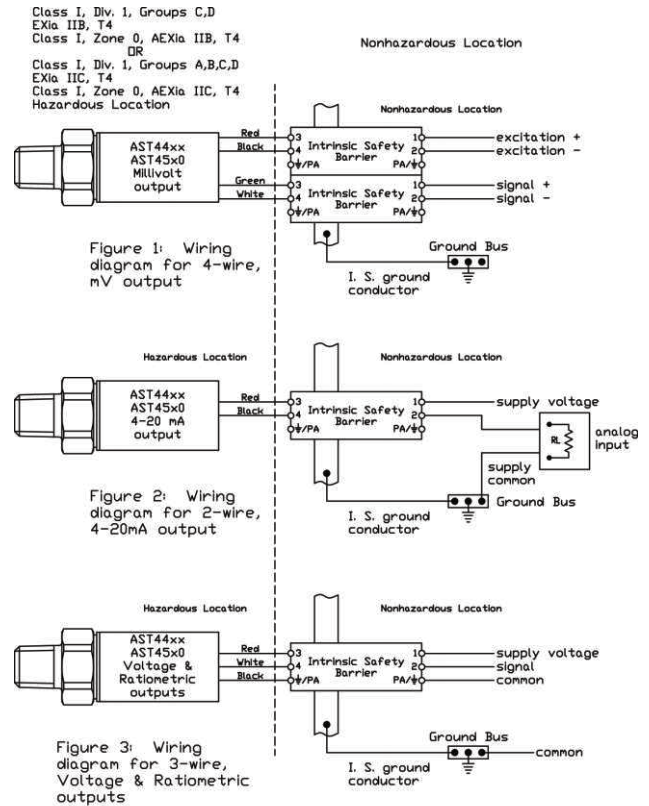 Class I, Div. 1, Groups C,D
EXia IIB, T4
Class I, Zone 0, AEXia IIB, T4
OR
Class I, Div. 1, Groups A,B,C,D
EXia IIC, T4
Class I, Zone 0, AEXia IIC, T4
Hazardous Location
Nonhazardous Location
Nonhazardous Location
AST44xx
AST45x0
Millivolt
output
Red
Black
Green
White
3
4
⏚/PA
Intrinsic Safety
Barrier
1
2
PA/⏚
excitation +
excitation -
3
4
⏚/PA
Intrinsic Safety
Barrier
1
2
PA/⏚
signal +
signal -
Ground Bus
I. S. ground
conductor
Figure 1: Wiring
diagram for 4-wire,
mV output
Hazardous Location
Nonhazardous Location
AST44xx
AST45x0
4-20 mA
output
Red
Black
3
4
⏚/PA
Intrinsic Safety
Barrier
1
2
PA/⏚
supply voltage
RL
analog
input
supply
common
Ground Bus
I. S. ground
conductor
Figure 2: Wiring
diagram for 2-wire,
4-20mA output
Hazardous Location
Nonhazardous Location
AST44xx
AST45x0
Voltage &
Ratiometric
outputs
Red
White
Black
3
4
⏚/PA
Intrinsic Safety
Barrier
1
2
PA/⏚
supply voltage
signal
common
Ground Bus
common
I. S. ground
conductor
Figure 3: Wiring
diagram for 3-wire,
Voltage & Ratiometric
outputs